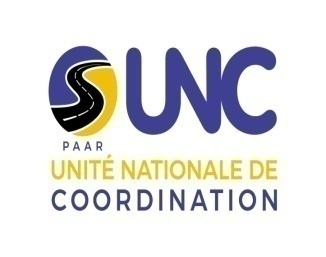 UNC
PAAR
UNITÉ NATIONALE DE
COORDINATION